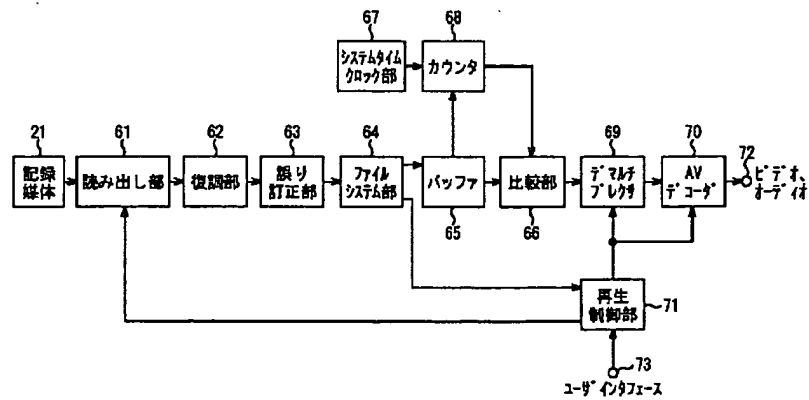 67
68
システムタイム
クロック部
カウンタ
21
61
62
63
64
69
70
72
記録
媒体
読み出し部
復調部
誤り
訂正部
ファイル
システム部
バッファ
比較部
デマルチ
プレクサ
AV
デコーダ
ビデオ、
オーディオ
65
66
再生
制御部
71
73
ユーザインタフェース